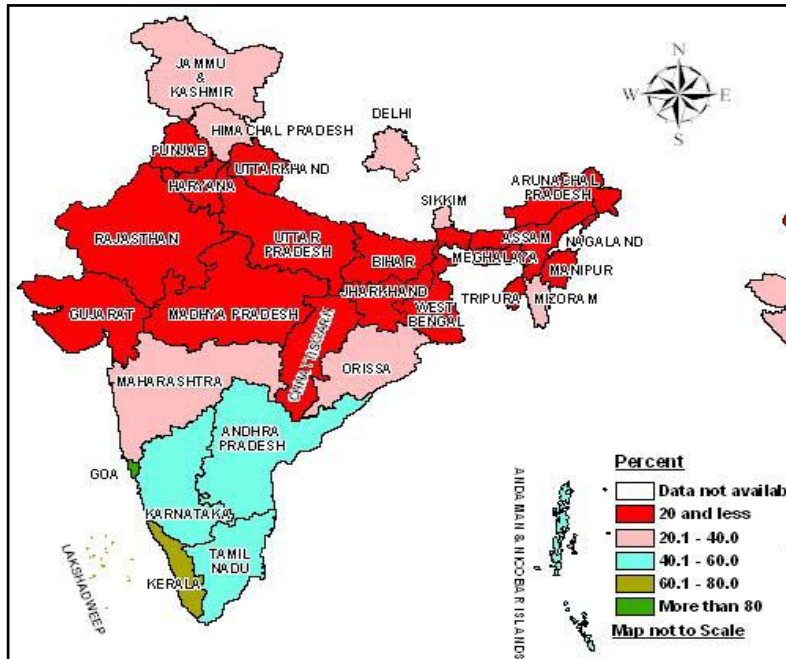 N
W
E
S
JAMMU
&
KASHMIR
HIMACHAL PRADESH
DELHI
PUNJAB
UTTARKHAND
HARYANA
RAJASTHAN
UTTAR
PRADESH
BIHAR
SIKKIM
ARUNACHAL
PRADESH
ASSAM
NAGALAND
MEGHALAYA
MANIPUR
TRIPURA
MIZORAM
JHARKHAND
WEST
BENGAL
GUJARAT
MADHYA PRADESH
ORISSA
MAHARASHTRA
ANDHRA
PRADESH
GOA
KARNATAKA
TAMIL
NADU
KERALA
LAKSHADWEEP
ANDAMAN & NICOBAR ISLANDS
Percent
Data not availab
20 and less
20.1 - 40.0
40.1 - 60.0
60.1 - 80.0
More than 80
Map not to Scale